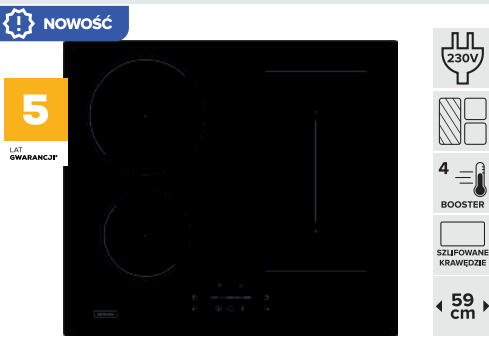 NOWOŚĆ
5
LAT
GWARANCJI*
230V
4
BOOSTER
SZLIFOWANE
KRAWĘDZIE
59
cm